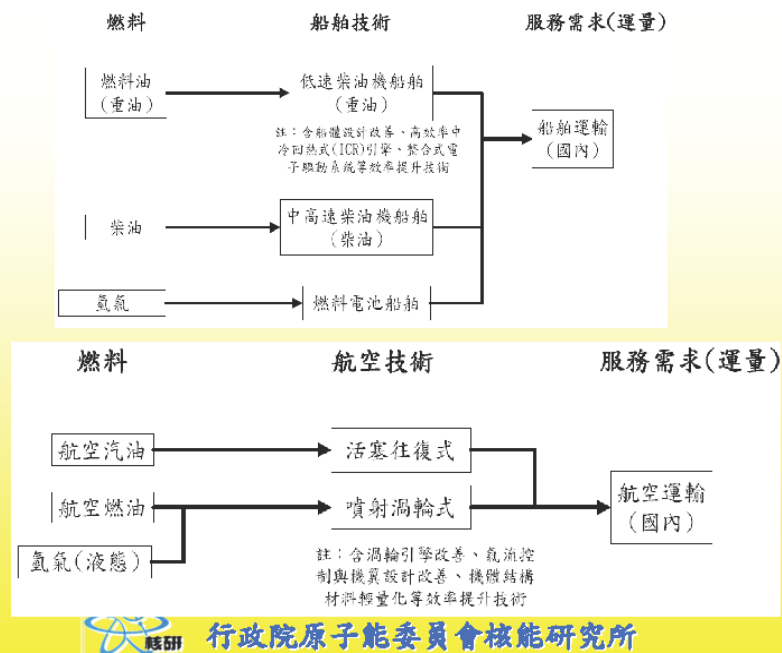 燃料 船舶技術 服務需求(運量)
燃料油
(重油)
低速柴油機船舶
(重油)
註：含船體設計改善、高效率中
冷回熱式(ICR)引擎、整合式電
子驅動系統等效率提升技術
船舶運輸
(國內)
柴油
中高速柴油機船舶
(柴油)
氫氣
燃料電池船舶
燃料 航空技術 服務需求(運量)
航空汽油
活塞往復式
航空燃油
噴射渦輪式
航空運輸
(國內)
氫氣(液態)
註：含渦輪引擎改善、氣流控
制與機翼設計改善、機體結構
材料輕量化等效率提升技術
核研 行政院原子能委員會核能研究所